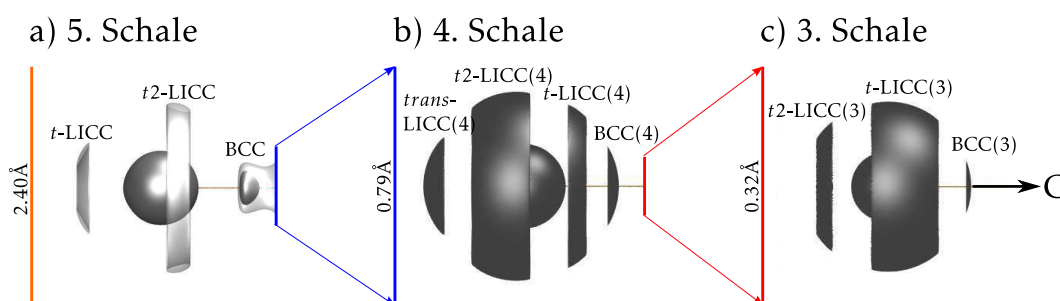 a) 5. Schale
b) 4. Schale
c) 3. Schale
2.40Å
t-LICC
t2-LICC
BCC
0.79Å
trans-
LICC(4)
t2-LICC(4)
t-LICC(4)
BCC(4)
0.32Å
t2-LICC(3)
t-LICC(3)
BCC(3)